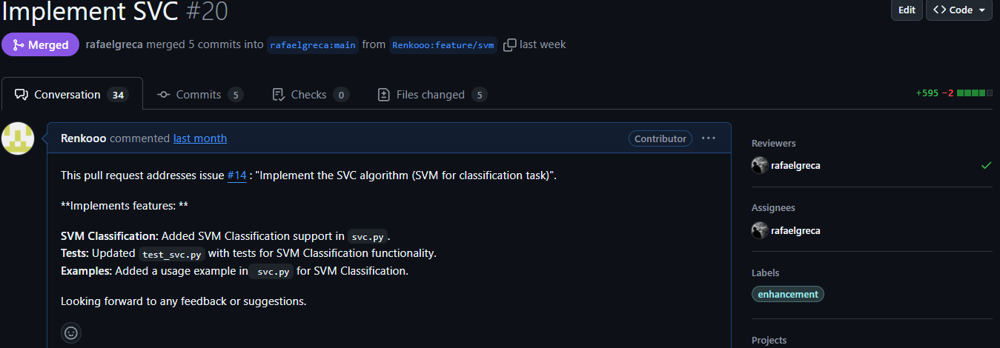 Implement SVC #20
Edit
<> Code
Merged
rafaelgreca merged 5 commits into rafaelgreca:main from Renkooo:feature/svm last week
Conversation 34
Commits 5
Checks 0
Files changed 5
+595 −2
Renkooo commented last month
Contributor
...
This pull request addresses issue #14 : "Implement the SVC algorithm (SVM for classification task)".
**Implements features: **
SVM Classification: Added SVM Classification support in svc.py.
Tests: Updated test_svc.py with tests for SVM Classification functionality.
Examples: Added a usage example in svc.py for SVM Classification.
Looking forward to any feedback or suggestions.
Reviewers
rafaelgreca
Assignees
rafaelgreca
Labels
enhancement
Projects